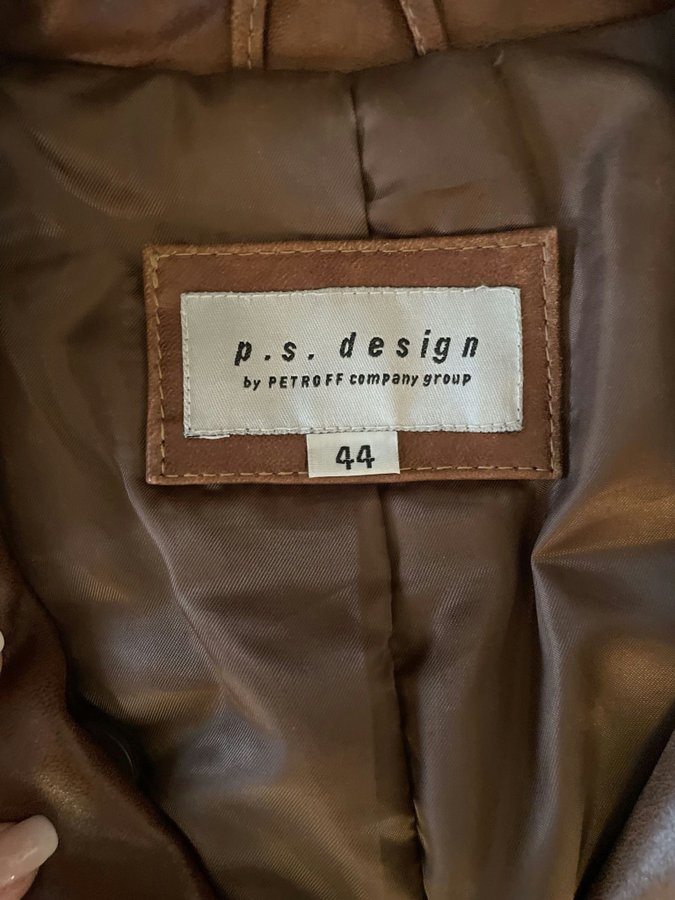 p.s. design
by PETROFF company group
44